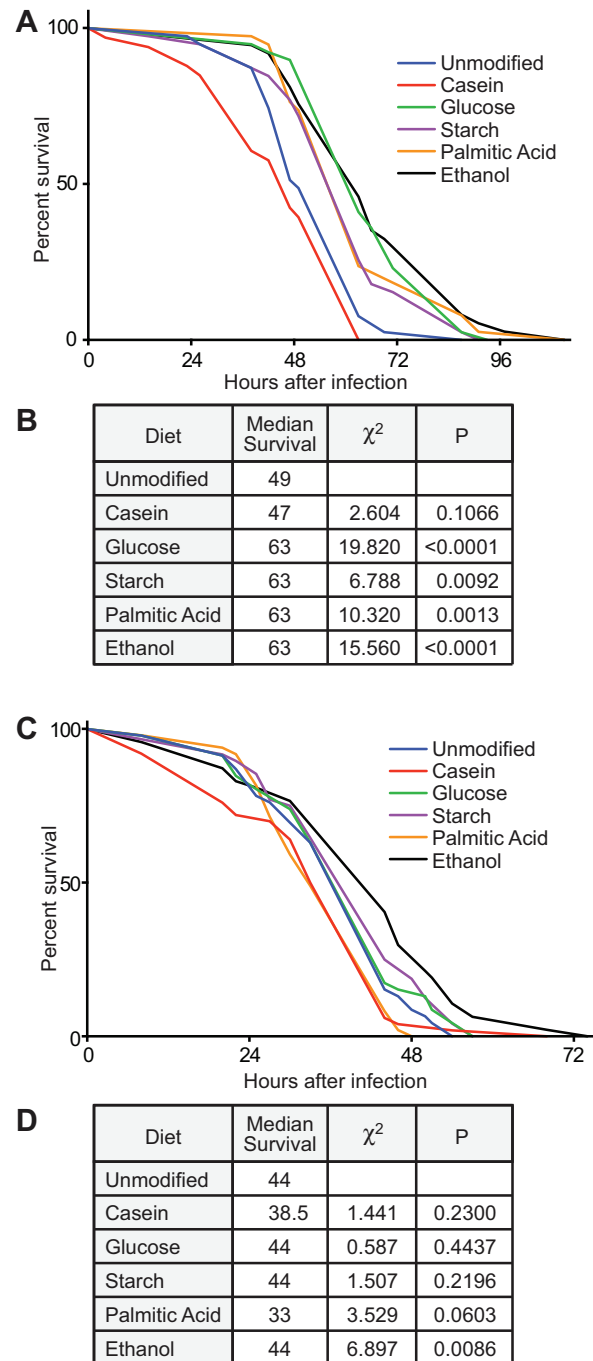 A
100
50
0
Percent survival
Unmodified
Casein
Glucose
Starch
Palmitic Acid
Ethanol
0 24 48 72 96
Hours after infection
B
Diet Median Survival χ² P
Unmodified 49
Casein 47 2.604 0.1066
Glucose 63 19.820 <0.0001
Starch 63 6.788 0.0092
Palmitic Acid 63 10.320 0.0013
Ethanol 63 15.560 <0.0001
C
100
50
0
Percent survival
Unmodified
Casein
Glucose
Starch
Palmitic Acid
Ethanol
0 24 48 72
Hours after infection
D
Diet Median Survival χ² P
Unmodified 44
Casein 38.5 1.441 0.2300
Glucose 44 0.587 0.4437
Starch 44 1.507 0.2196
Palmitic Acid 33 3.529 0.0603
Ethanol 44 6.897 0.0086